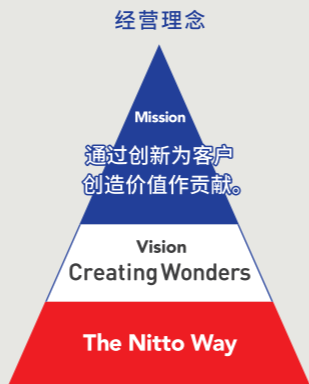 经营理念
Mission
通过创新为客户
创造价值作贡献。
Vision
Creating Wonders
The Nitto Way